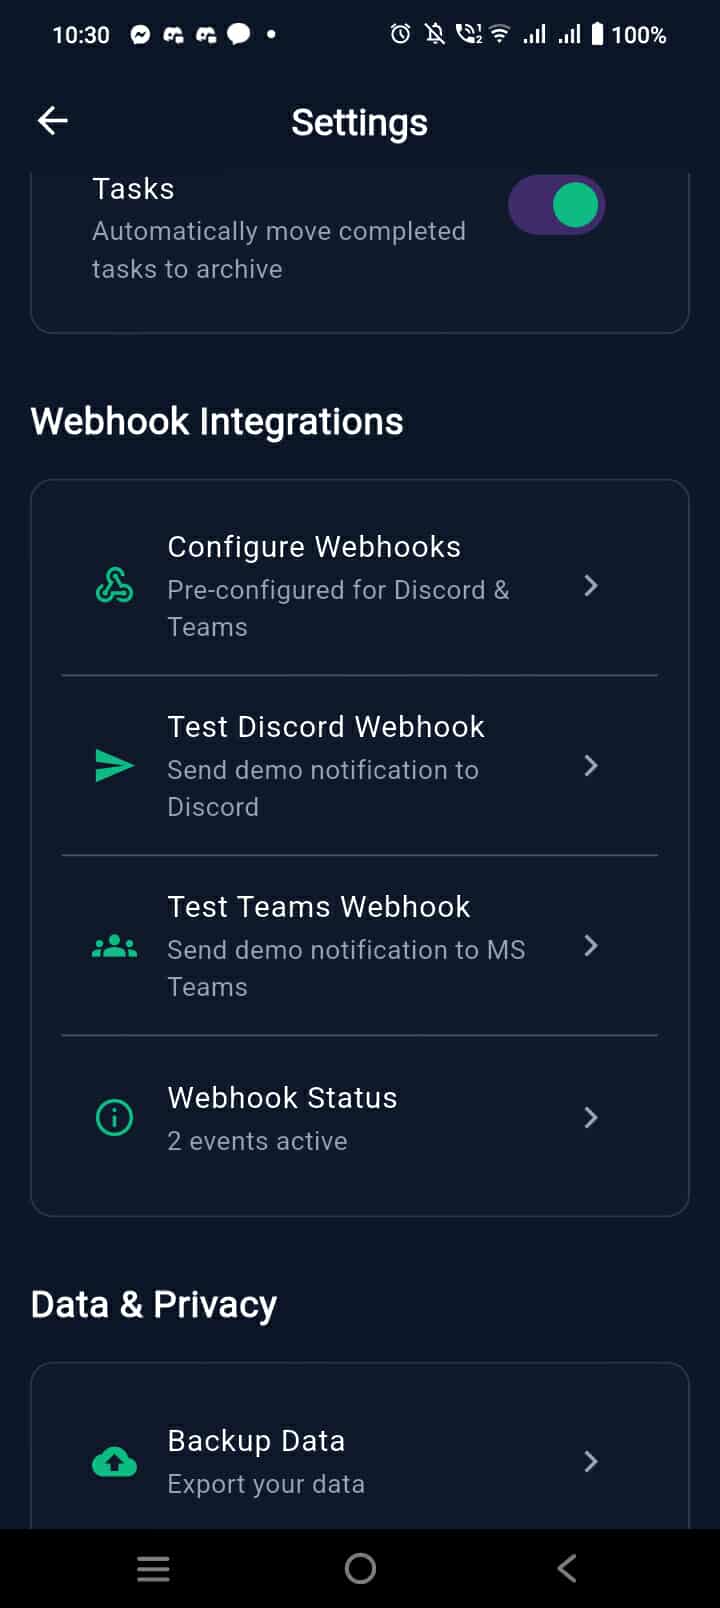 10:30
100%
Settings
Tasks
Automatically move completed
tasks to archive
Webhook Integrations
Configure Webhooks
Pre-configured for Discord &
Teams
Test Discord Webhook
Send demo notification to
Discord
Test Teams Webhook
Send demo notification to MS
Teams
Webhook Status
2 events active
Data & Privacy
Backup Data
Export your data